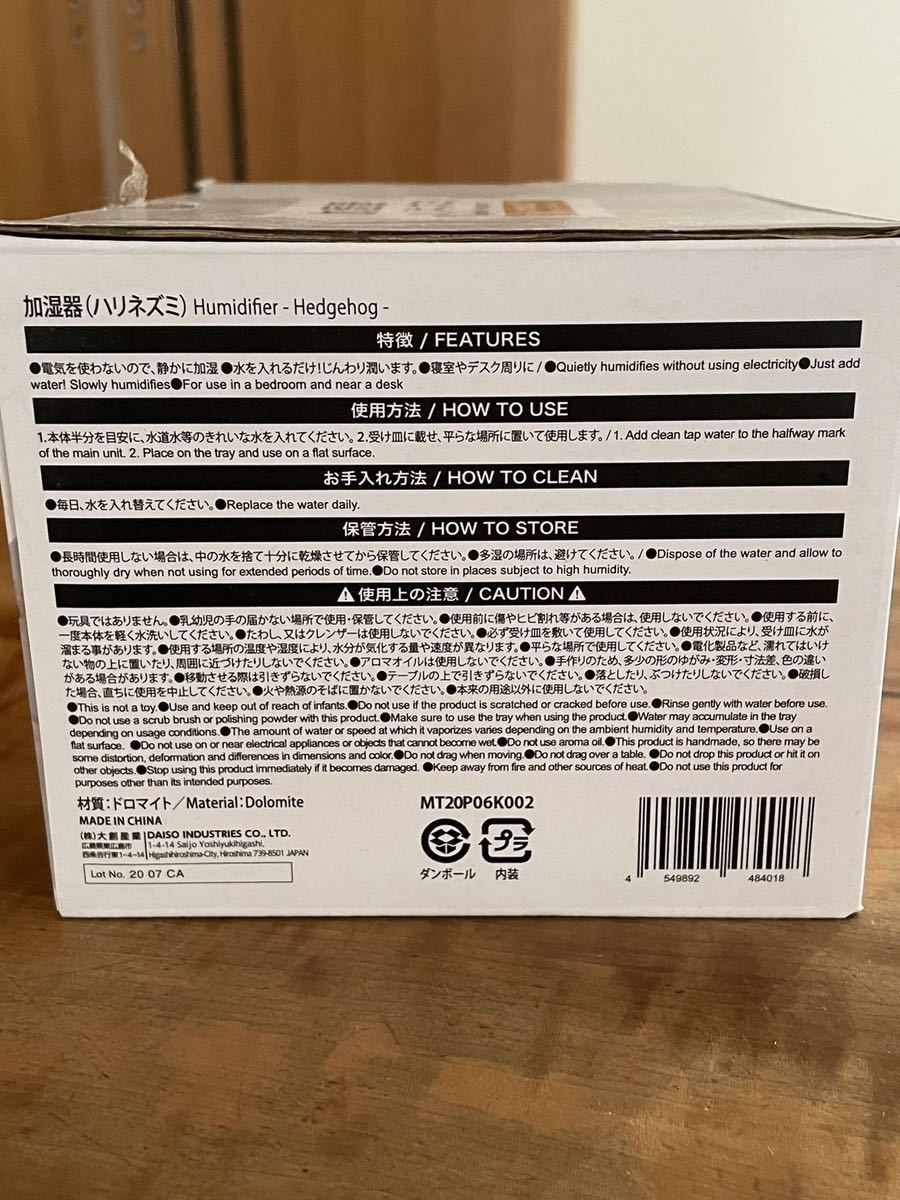 加湿器(ハリネズミ) Humidifier - Hedgehog -
特徴 / FEATURES
●電気を使わないので、静かに加湿 ●水を入れるだけ!じんわり潤います。●寝室やデスク周りに / ●Quietly humidifies without using electricity●Just add
water! Slowly humidifies●For use in a bedroom and near a desk
使用方法 / HOW TO USE
1.本体半分を目安に、水道水等のきれいな水を入れてください。2.受け皿に載せ、平らな場所に置いて使用します。/ 1. Add clean tap water to the halfway mark
of the main unit. 2. Place on the tray and use on a flat surface.
お手入れ方法 / HOW TO CLEAN
●毎日、水を入れ替えてください。●Replace the water daily.
保管方法 / HOW TO STORE
●長時間使用しない場合は、中の水を捨て十分に乾燥させてから保管してください。●多湿の場所は、避けてください。/ ●Dispose of the water and allow to
thoroughly dry when not using for extended periods of time.●Do not store in places subject to high humidity.
⚠使用上の注意 / CAUTION⚠
●玩具ではありません。●乳幼児の手の届かない場所で使用・保管してください。●使用前に傷やヒビ割れ等がある場合は、使用しないでください。●使用する前に、
一度本体を軽く水洗いしてください。●たわし、又はクレンザーは使用しないでください。●必ず受け皿を敷いて使用してください。●使用状況により、受け皿に水が
溜まる事があります。●使用する場所の温度や湿度により、水分が気化する量や速度が異なります。●平らな場所で使用してください。●電化製品など、濡れてはいけ
ない物の上に置いたり、周囲に近づけたりしないでください。●アロマオイルは使用しないでください。●手作りのため、多少の形のゆがみ・変形・寸法差、色の違い
がある場合があります。●移動させる際は引きずらないでください。●テーブルの上で引きずらないでください。●落としたり、ぶつけたりしないでください。●破損し
た場合、直ちに使用を中止してください。●火や熱源のそばに置かないでください。●本来の用途以外に使用しないでください。
●This is not a toy.●Use and keep out of reach of infants.●Do not use if the product is scratched or cracked before use.●Rinse gently with water before use.
●Do not use a scrub brush or polishing powder with this product.●Make sure to use the tray when using the product.●Water may accumulate in the tray
depending on usage conditions.●The amount of water or speed at which it vaporizes varies depending on the ambient humidity and temperature.●Use on a
flat surface. ●Do not use on or near electrical appliances or objects that cannot become wet.●Do not use aroma oil.●This product is handmade, so there may be
some distortion, deformation and differences in dimensions and color.●Do not drag when moving.●Do not drag over a table. ●Do not drop this product or hit it on
other objects.●Stop using this product immediately if it becomes damaged. ●Keep away from fire and other sources of heat.●Do not use this product for
purposes other than its intended purposes.
材質:ドロマイト/Material:Dolomite
MADE IN CHINA
(株)大創産業 DAISO INDUSTRIES CO., LTD.
広島県東広島市 1-4-14 Saijo Yoshiyukihigashi,
西条吉行東1-4-14 Higashihiroshima-City, Hiroshima 739-8501 JAPAN
Lot No. 20 07 CA
MT20P06K002
プラ
ダンボール 内装
4 549892 484018